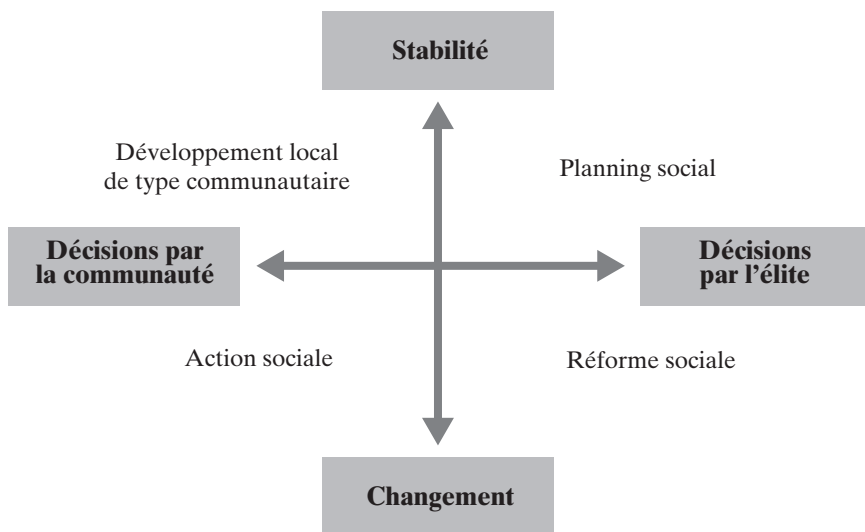 Stabilité
Développement local
de type communautaire
Planning social
Décisions par
la communauté
Décisions
par l’élite
Action sociale
Réforme sociale
Changement